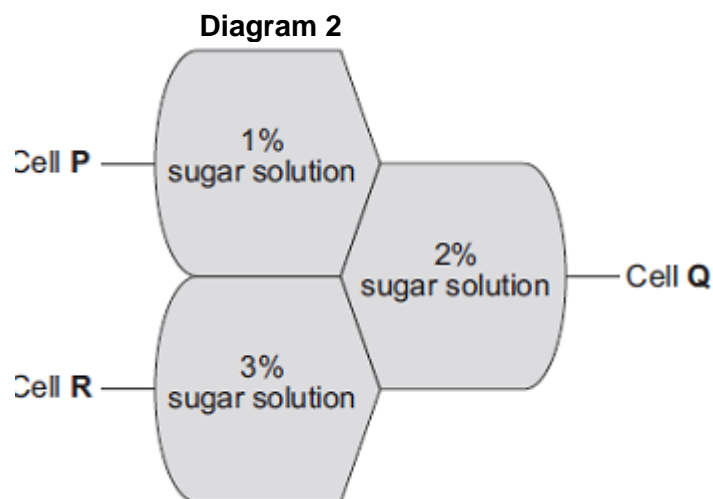 Diagram 2
1%
sugar solution
Cell P
2%
sugar solution
Cell Q
3%
sugar solution
Cell R